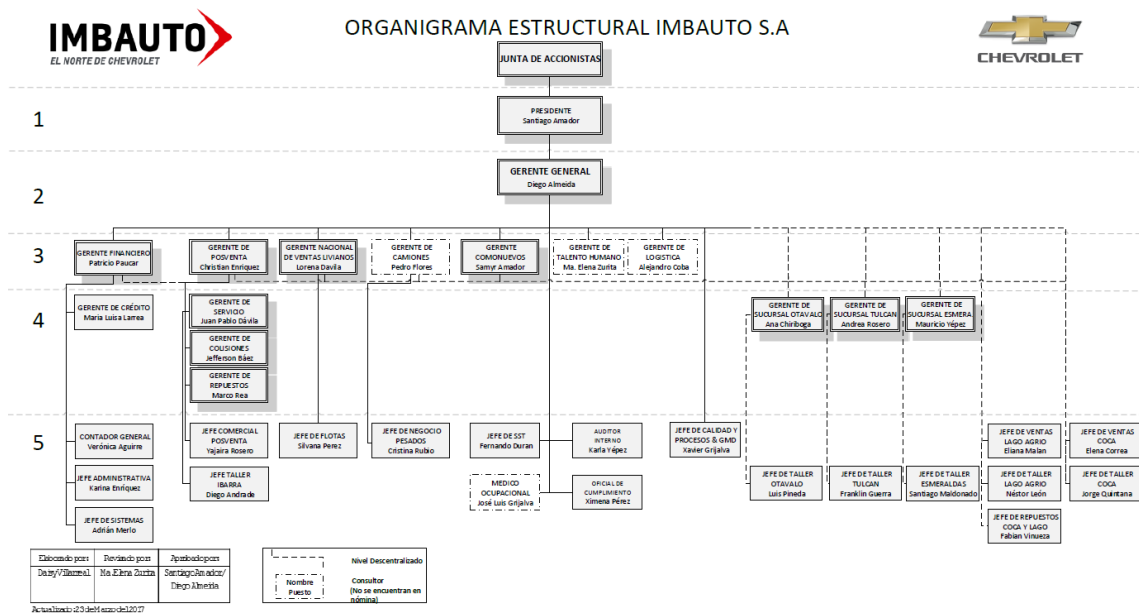 IMBAUTO
EL NORTE DE CHEVROLET
ORGANIGRAMA ESTRUCTURAL IMBAUTO S.A
CHEVROLET
JUNTA DE ACCIONISTAS
1
PRESIDENTE
Santiago Amador
2
GERENTE GENERAL
Diego Almeida
3
GERENTE FINANCIERO
Patricio Paucar
GERENTE DE
POSVENTA
Christian Enriquez
GERENTE NACIONAL
DE VENTAS LIVIANOS
Lorena Davila
GERENTE DE
CAMIONES
Pedro Flores
GERENTE
COMONUEVOS
Samyr Amador
GERENTE DE
TALENTO HUMANO
Ma. Elena Zurita
GERENTE DE
LOGISTICA
Alejandro Coba
4
GERENTE DE CRÉDITO
Maria Luisa Larrea
GERENTE DE
SERVICIO
Juan Pablo Dávila
GERENTE DE
COLISIONES
Jefferson Báez
GERENTE DE
REPUESTOS
Marco Rea
GERENTE DE
SUCURSAL OTAVALO
Ana Chiriboga
GERENTE DE
SUCURSAL TULCAN
Andrea Rosero
GERENTE DE
SUCURSAL ESMERA.
Mauricio Yépez
5
CONTADOR GENERAL
Verónica Aguirre
JEFE COMERCIAL
POSVENTA
Yajaira Rosero
JEFE DE FLOTAS
Silvana Perez
JEFE DE NEGOCIO
PESADOS
Cristina Rubio
JEFE DE SST
Fernando Duran
AUDITOR
INTERNO
Karla Yépez
JEFE DE CALIDAD Y
PROCESOS & GMD
Xavier Grijalva
JEFE DE VENTAS
LAGO AGRIO
Eliana Malan
JEFE DE VENTAS
COCA
Elena Correa
JEFE ADMINISTRATIVA
Karina Enríquez
JEFE TALLER
IBARRA
Diego Andrade
MEDICO
OCUPACIONAL
José Luis Grijalva
OFICIAL DE
CUMPLIMIENTO
Ximena Pérez
JEFE DE TALLER
OTAVALO
Luis Pineda
JEFE DE TALLER
TULCAN
Franklin Guerra
JEFE DE TALLER
ESMERALDAS
Santiago Maldonado
JEFE DE TALLER
LAGO AGRIO
Néstor León
JEFE DE TALLER
COCA
Jorge Quintana
JEFE DE SISTEMAS
Adrián Merlo
JEFE DE REPUESTOS
COCA Y LAGO
Fabian Vinueza
Elaborado por:
Revisado por:
Aprobado por:
Daisy Villarreal
Ma. Elena Zurita
Santiago Amador/
Diego Almeida
Nivel Descentralizado
Nombre
Puesto
Consultor
(No se encuentran en
nómina)
Actualizado: 23 de Marzo del 2017